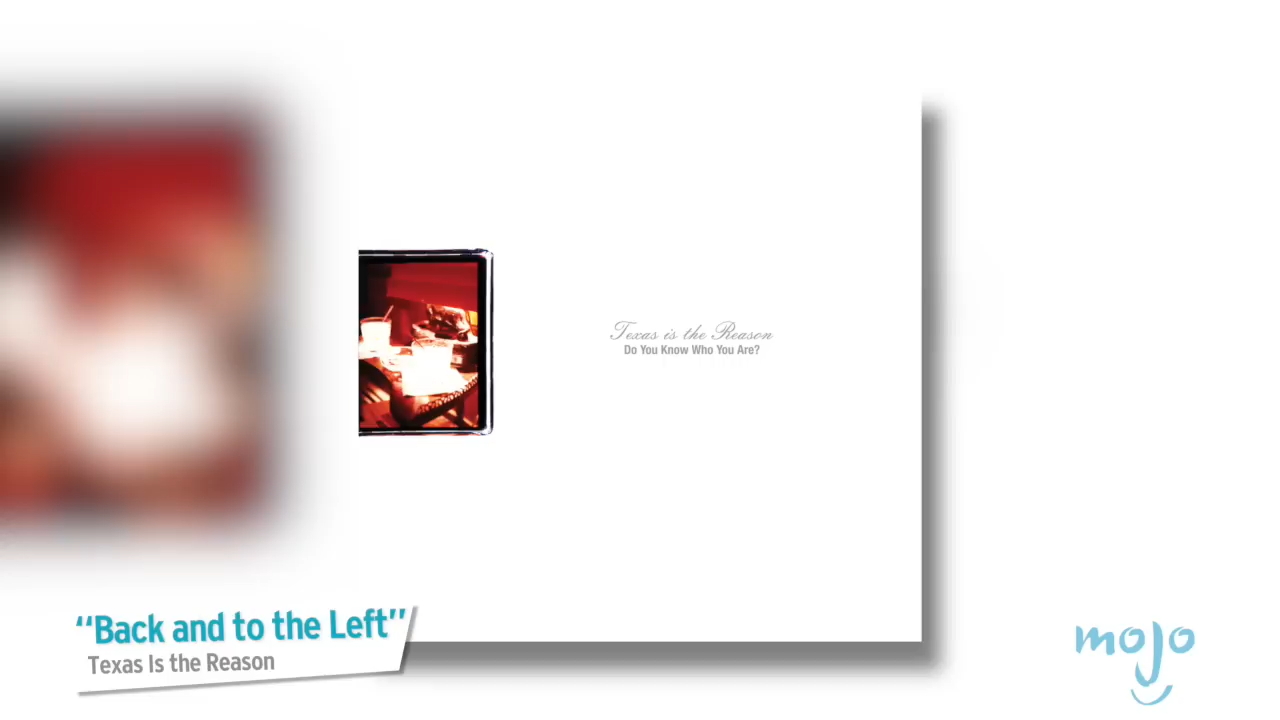 Texas is the Reason
Do You Know Who You Are?
“Back and to the Left”
Texas Is the Reason
mojo